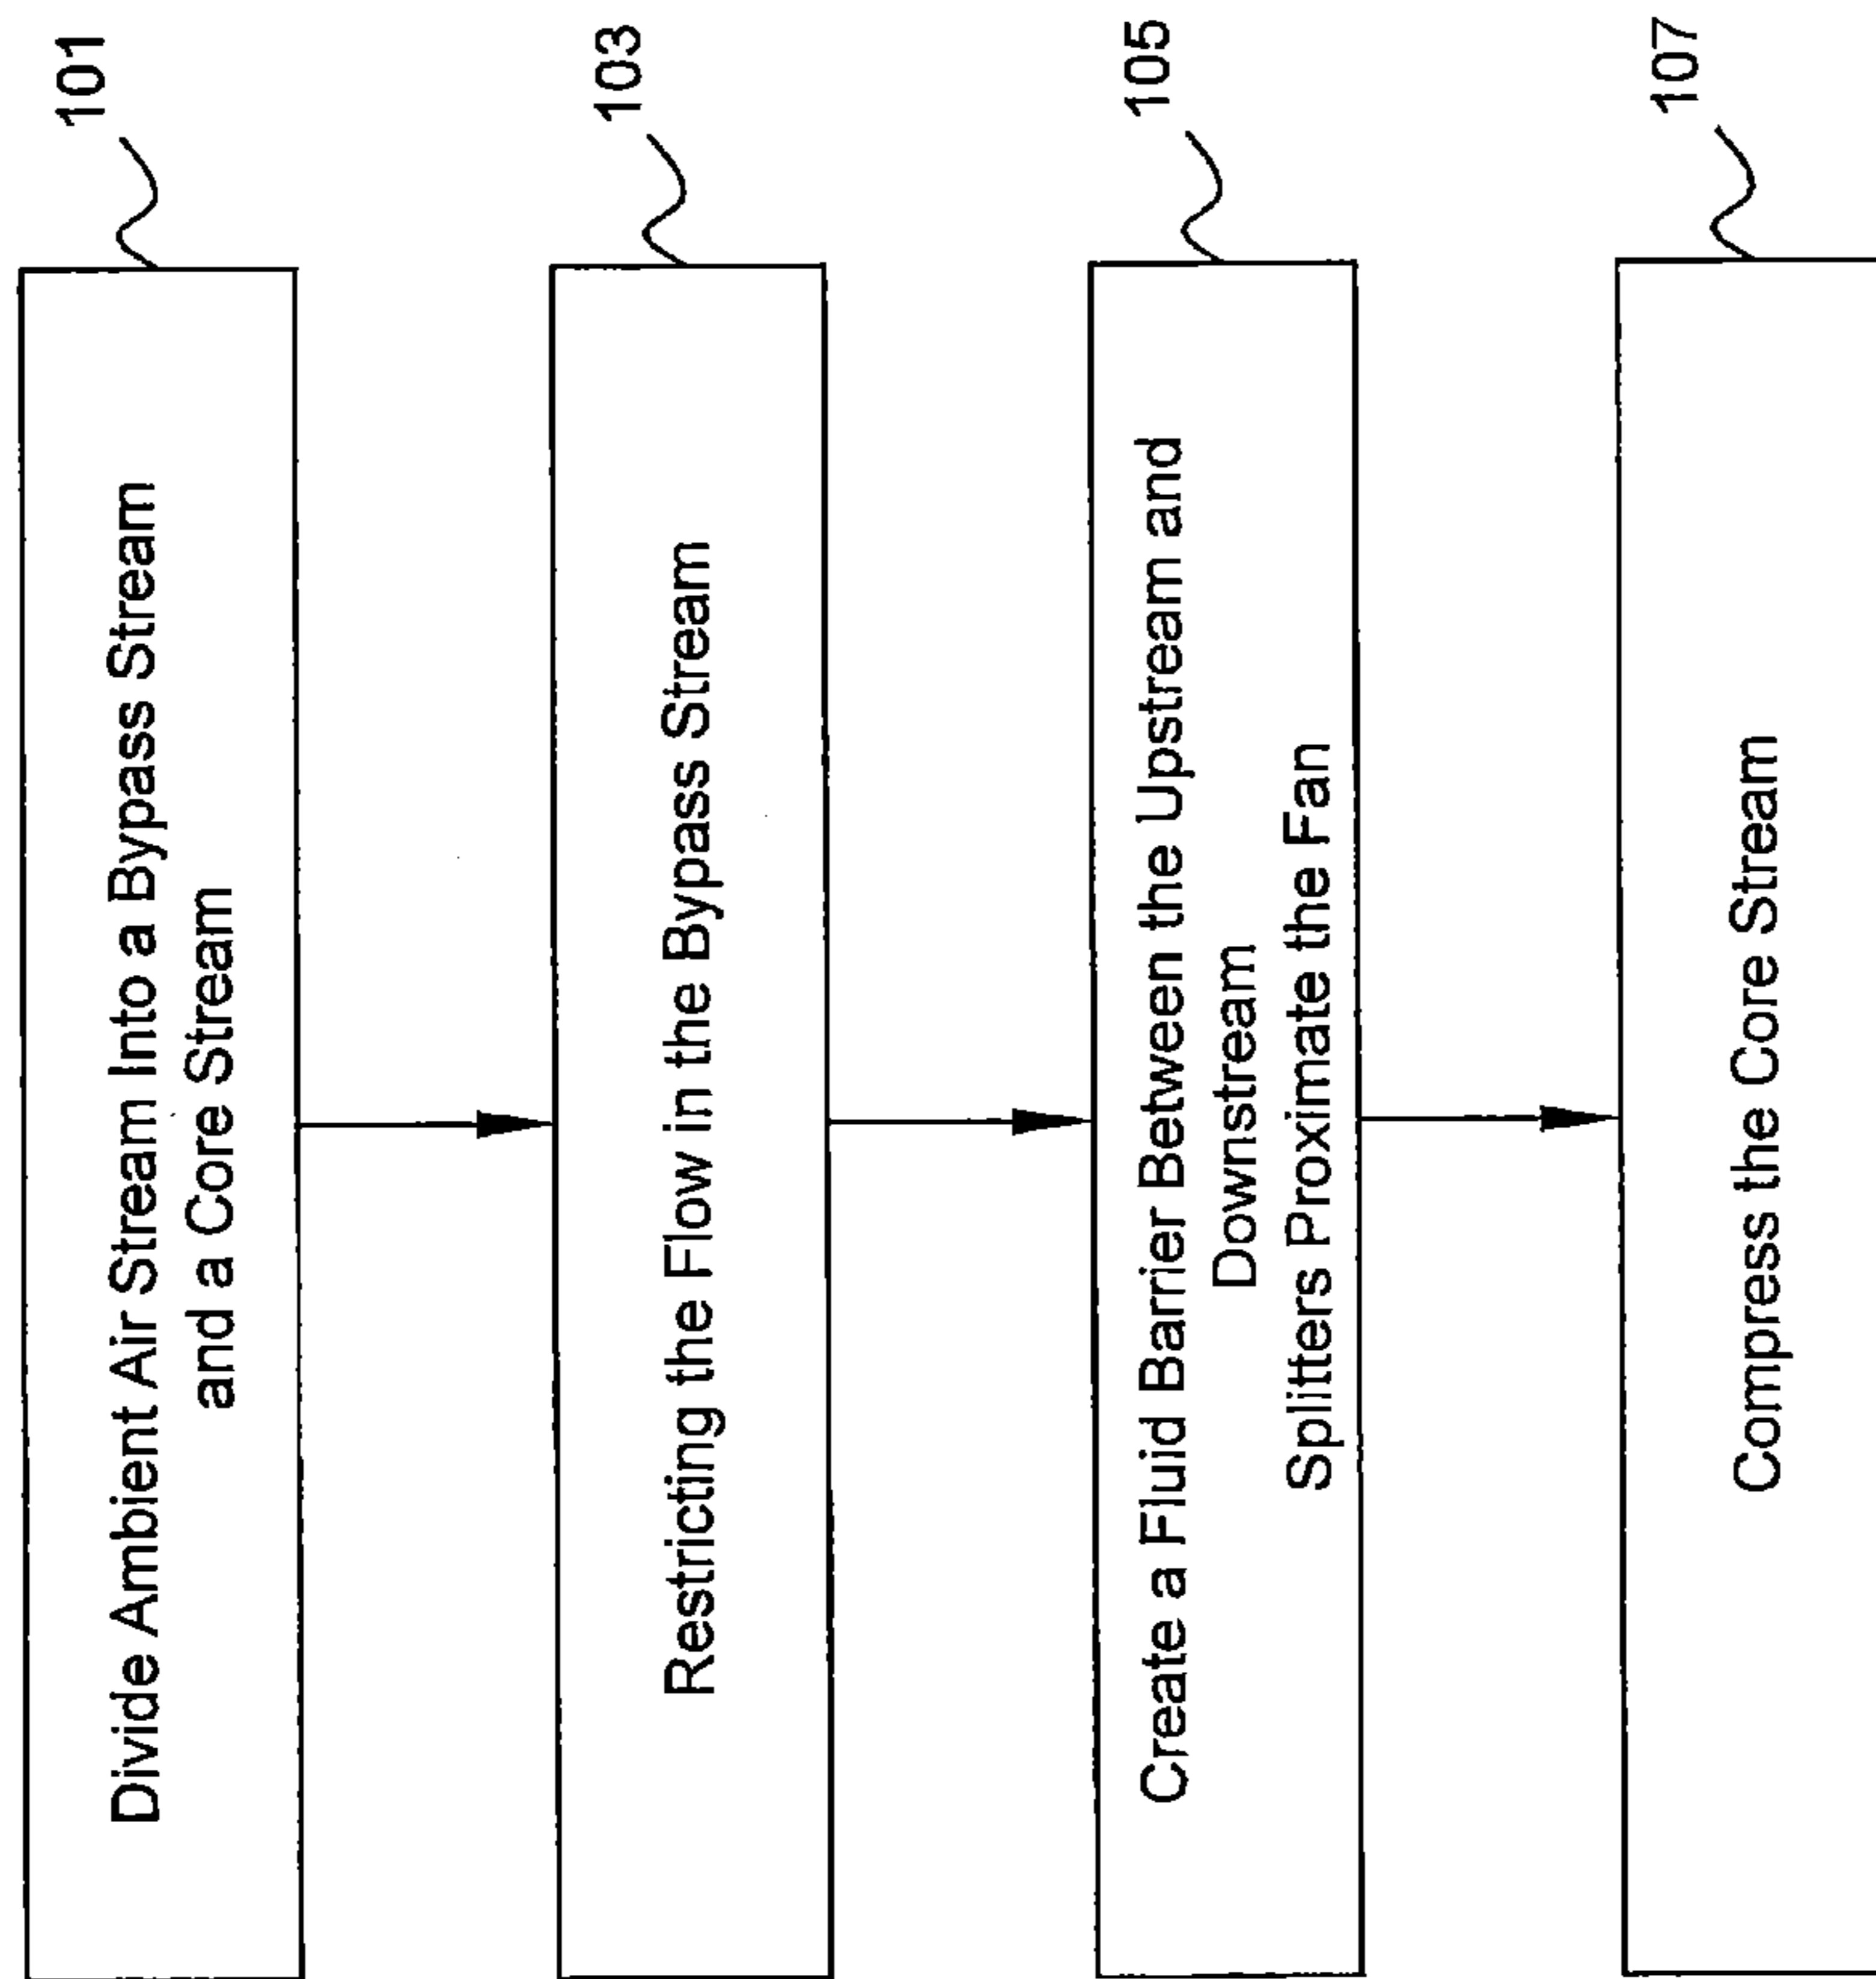 101
Divide Ambient Air Stream Into a Bypass Stream
and a Core Stream
103
Restricting the Flow in the Bypass Stream
105
Create a Fluid Barrier Between the Upstream and
Downstream
Splitters Proximate the Fan
107
Compress the Core Stream